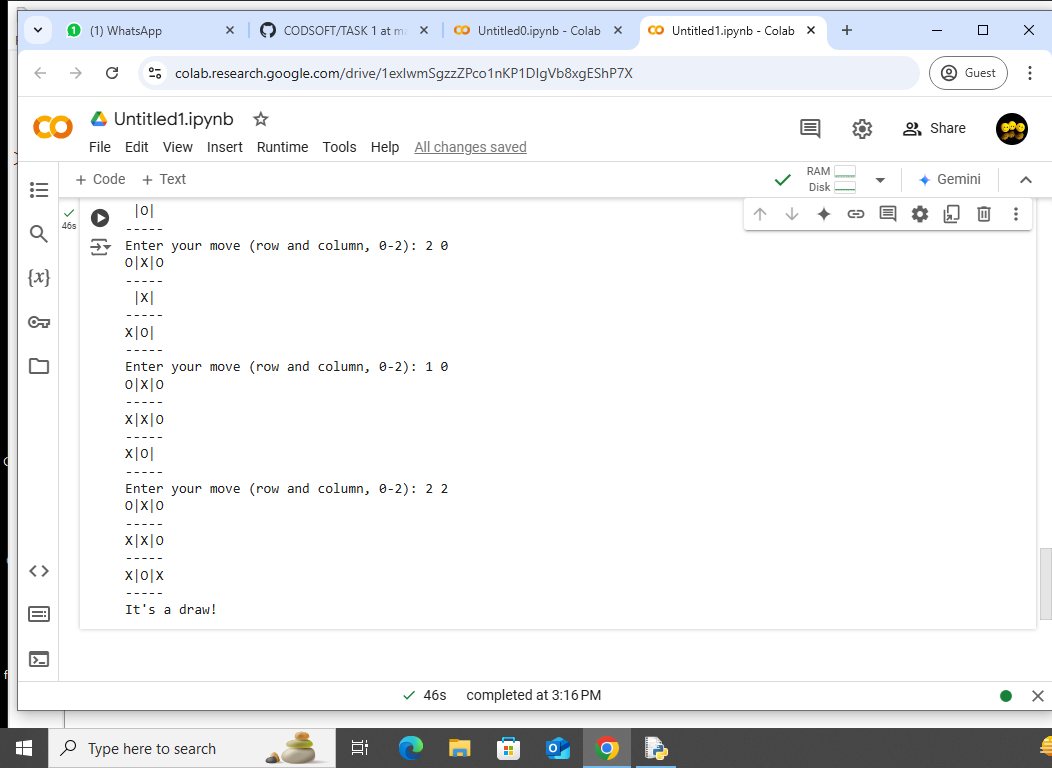 (1) WhatsApp
CODSOFT/TASK 1 at ma
Untitled0.ipynb - Colab
Untitled1.ipynb - Colab
colab.research.google.com/drive/1exIwmSgzzZPco1nKP1DIgVb8xgEShP7X
Guest
Untitled1.ipynb
File Edit View Insert Runtime Tools Help All changes saved
Share
+ Code + Text
RAM
Disk
Gemini
46s
 |O|
-----
Enter your move (row and column, 0-2): 2 0
O|X|O
-----
 |X|
-----
X|O|
-----
Enter your move (row and column, 0-2): 1 0
O|X|O
-----
X|X|O
-----
X|O|
-----
Enter your move (row and column, 0-2): 2 2
O|X|O
-----
X|X|O
-----
X|O|X
-----
It's a draw!
46s completed at 3:16 PM
Type here to search